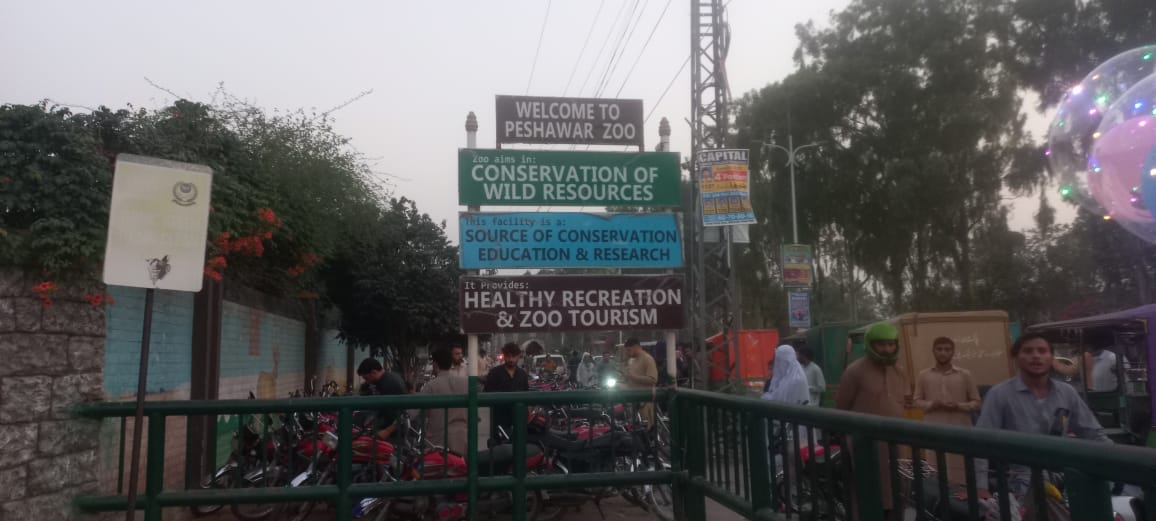 WELCOME TO
PESHAWAR ZOO
Zoo aims in:
CONSERVATION OF
WILD RESOURCES
This facility is a:
SOURCE OF CONSERVATION
EDUCATION & RESEARCH
It Provides:
HEALTHY RECREATION
& ZOO TOURISM
CAPITAL